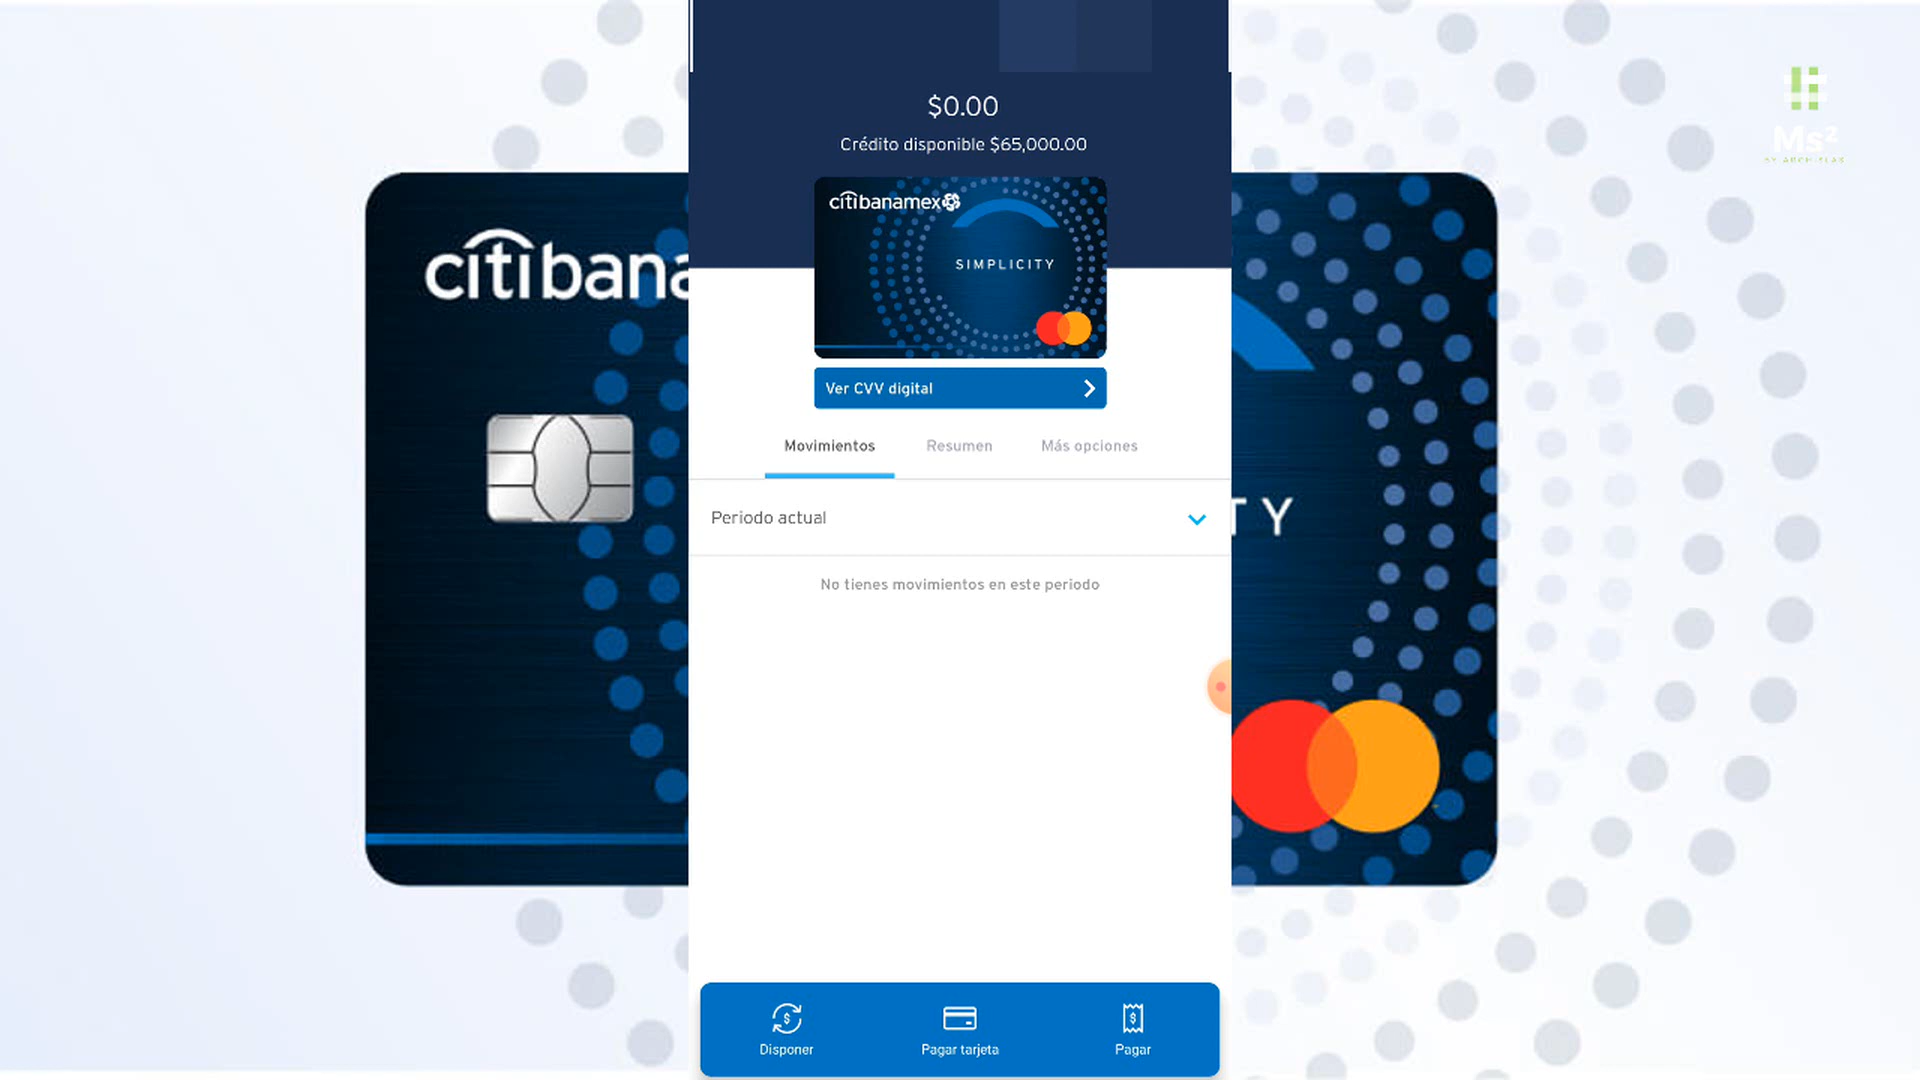 $0.00
Crédito disponible $65,000.00
citibanamex
SIMPLICITY
Ver CVV digital
Movimientos
Resumen
Más opciones
Periodo actual
No tienes movimientos en este periodo
Disponer
Pagar tarjeta
Pagar
citibana
TY
Ms²